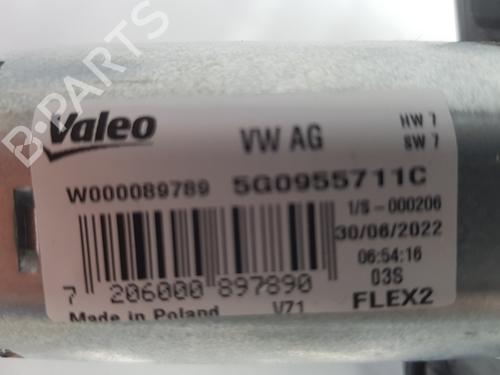 B-PARTS
Valeo
VW AG
HW 7
SW 7
W000089789
5G0955711C
1/S-000206
30/06/2022
06:54:16
03S
7 206000 897890
FLEX2
Made in Poland
V71